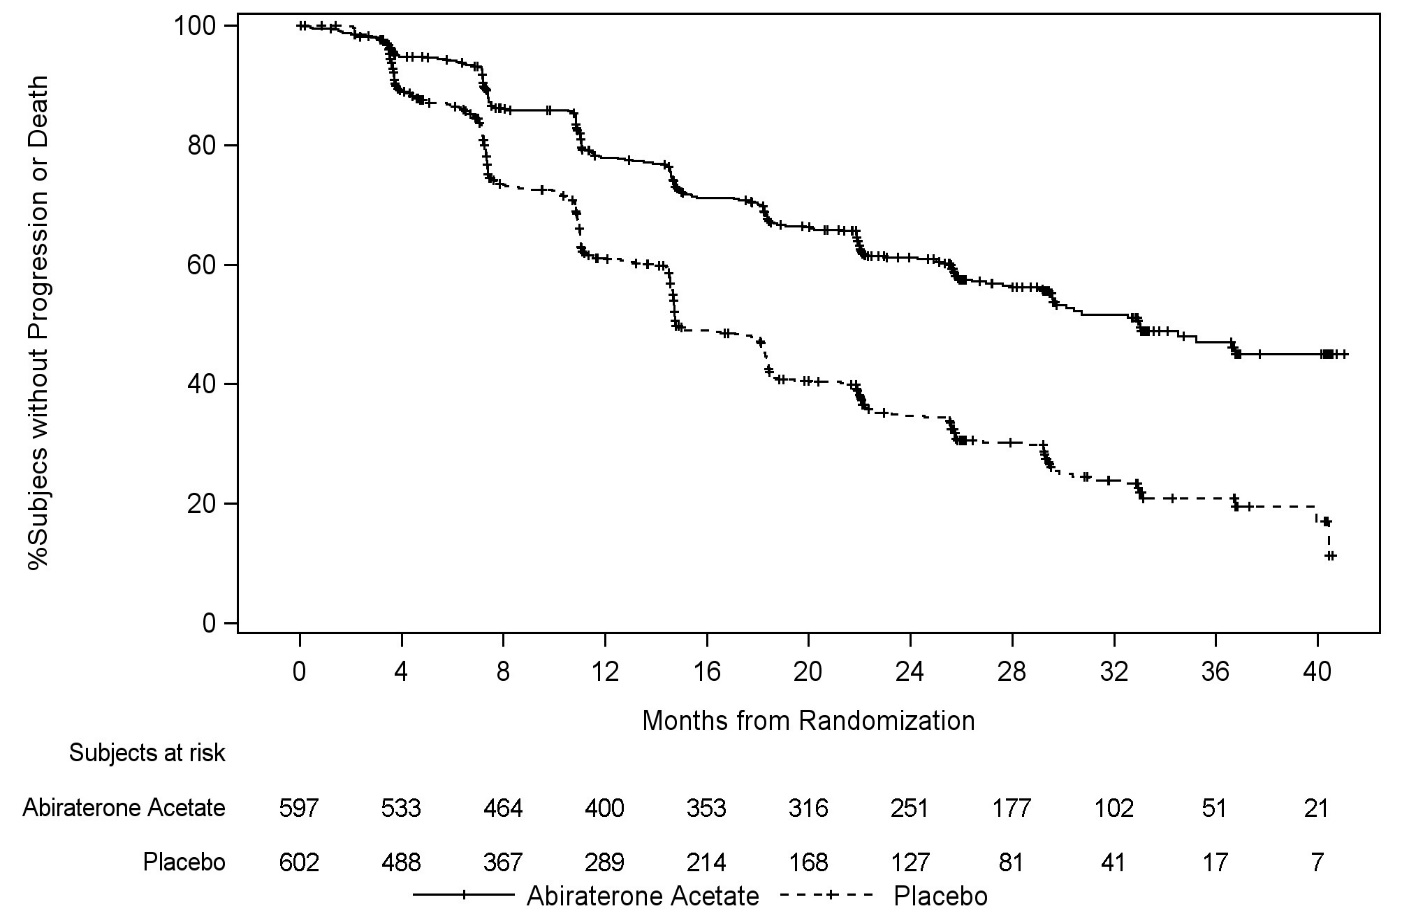 %Subjecs without Progression or Death
100
80
60
40
20
0
0 4 8 12 16 20 24 28 32 36 40
Months from Randomization
Subjects at risk
Abiraterone Acetate 597 533 464 400 353 316 251 177 102 51 21
Placebo 602 488 367 289 214 168 127 81 41 17 7
Abiraterone Acetate Placebo